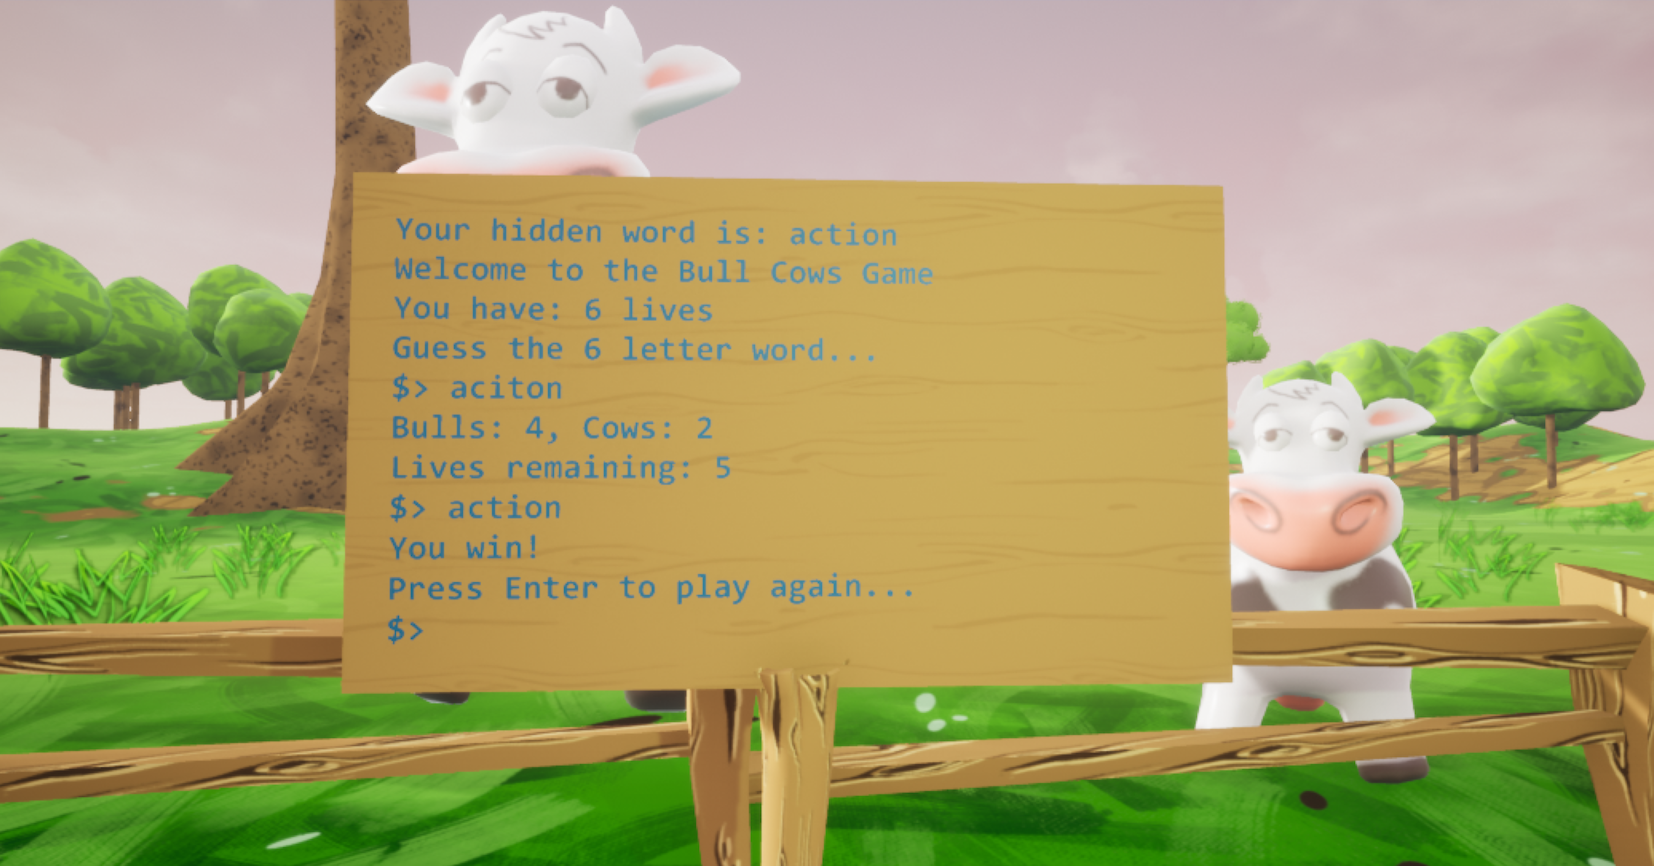 Your hidden word is: action
Welcome to the Bull Cows Game
You have: 6 lives
Guess the 6 letter word...
$> aciton
Bulls: 4, Cows: 2
Lives remaining: 5
$> action
You win!
Press Enter to play again...
$>